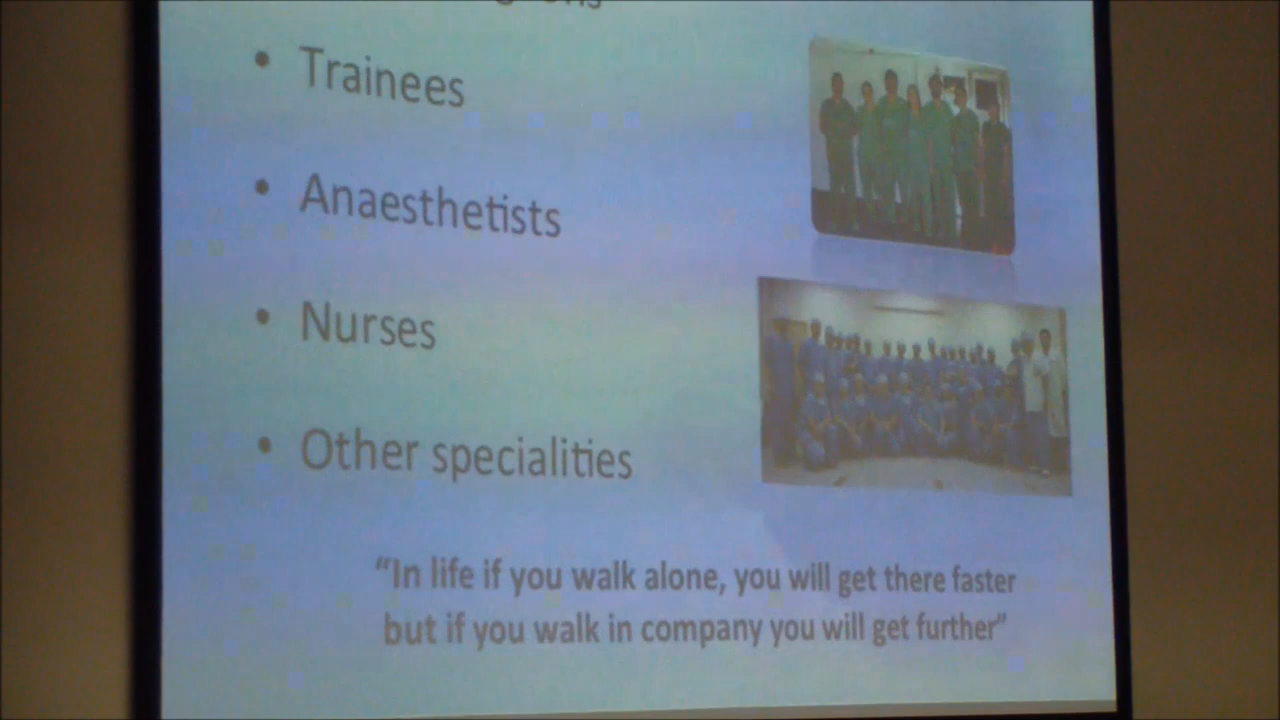 • Trainees
• Anaesthetists
• Nurses
• Other specialities
“In life if you walk alone, you will get there faster
but if you walk in company you will get further”